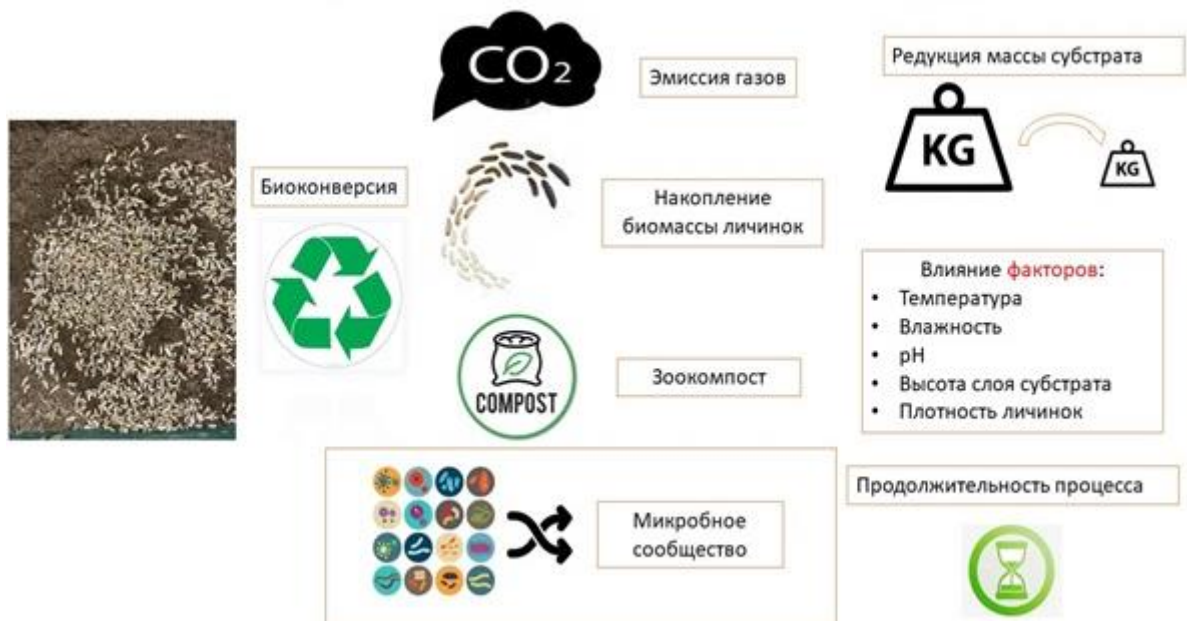 CO2
Эмиссия газов
Редукция массы субстрата
KG
KG
Биоконверсия
Накопление
биомассы личинок
Влияние факторов:
• Температура
• Влажность
• pH
• Высота слоя субстрата
• Плотность личинок
COMPOST
Зоокомпост
Микробное
сообщество
Продолжительность процесса